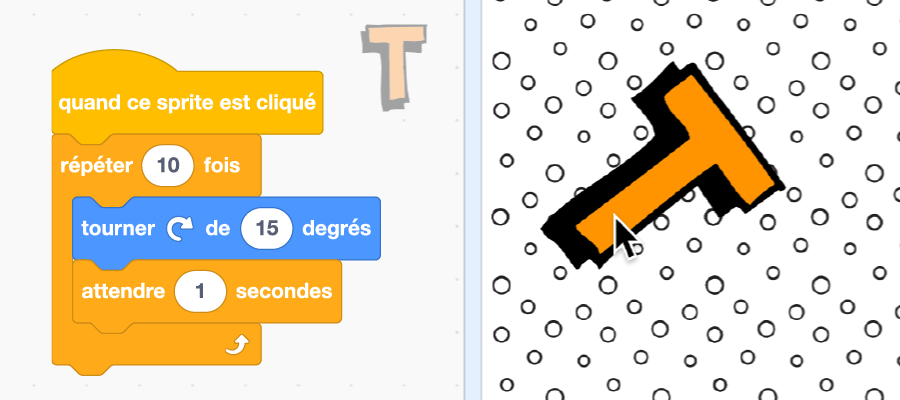 T
quand ce sprite est cliqué
répéter 10 fois
tourner de 15 degrés
attendre 1 secondes
T